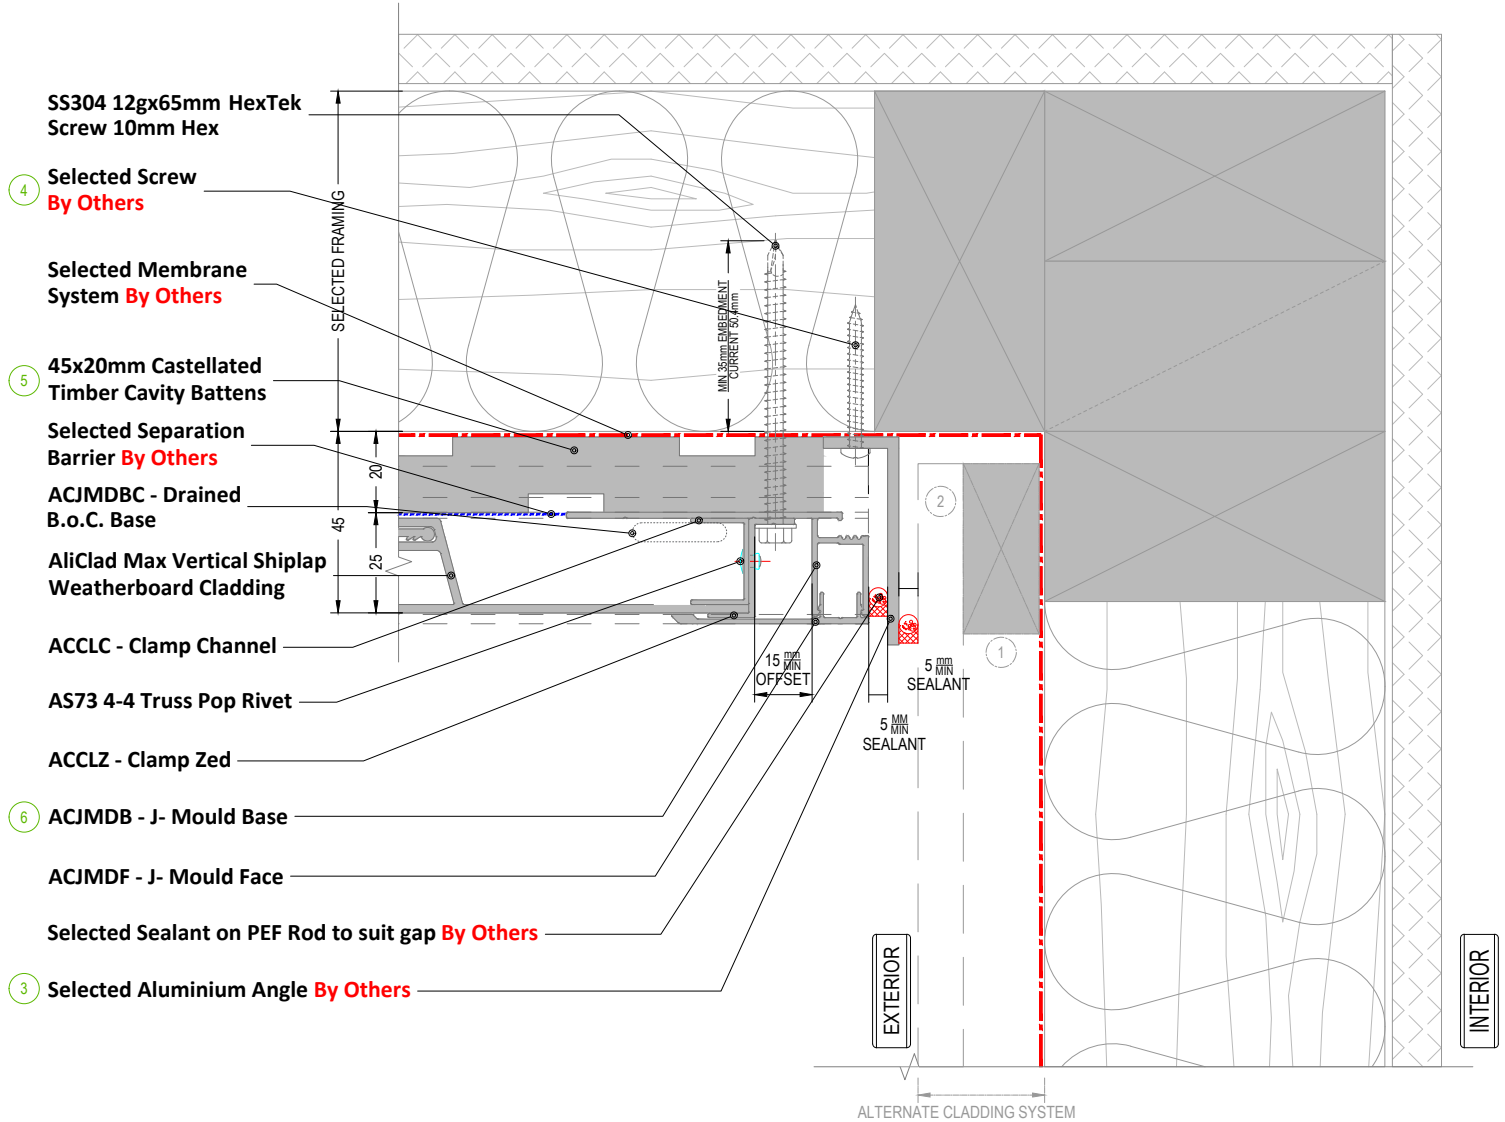 SS304 12gx65mm HexTek
Screw 10mm Hex
4
Selected Screw
By Others
Selected Membrane
System By Others
5
45x20mm Castellated
Timber Cavity Battens
Selected Separation
Barrier By Others
ACJMDBC - Drained
B.o.C. Base
AliClad Max Vertical Shiplap
Weatherboard Cladding
ACCLC - Clamp Channel
AS73 4-4 Truss Pop Rivet
ACCLZ - Clamp Zed
6
ACJMDB - J- Mould Base
ACJMDF - J- Mould Face
Selected Sealant on PEF Rod to suit gap By Others
3
Selected Aluminium Angle By Others
SELECTED FRAMING
45
20
25
MIN 35mm EMBEDMENT
CURRENT 50.4mm
2
1
15 mm MIN
OFFSET
5 mm MIN
SEALANT
5 MM MIN
SEALANT
EXTERIOR
INTERIOR
ALTERNATE CLADDING SYSTEM